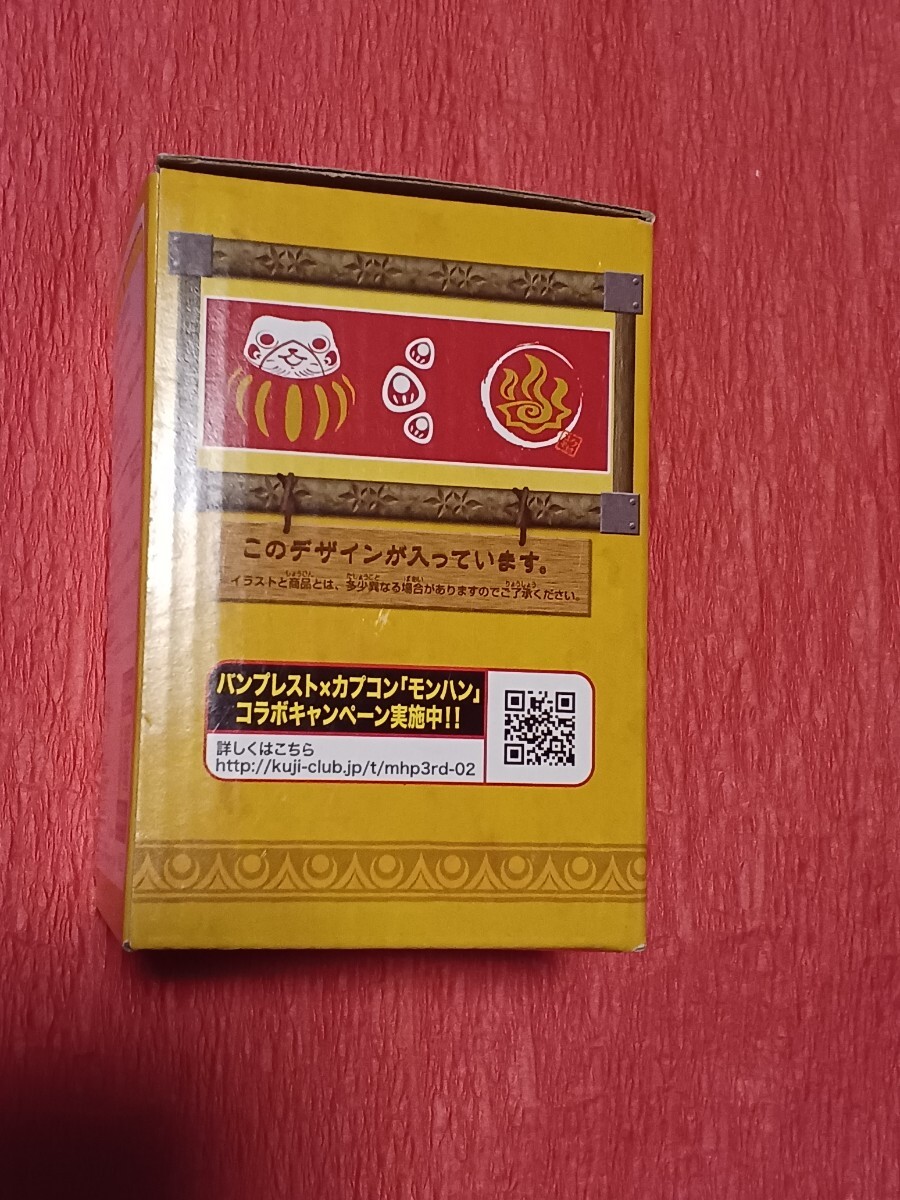 このデザインが入っています。
イラストと商品とは、多少異なる場合がありますのでご了承ください。
バンプレスト×カプコン「モンハン」
コラボキャンペーン実施中!!
詳しくはこちら
http://kuji-club.jp/t/mhp3rd-02